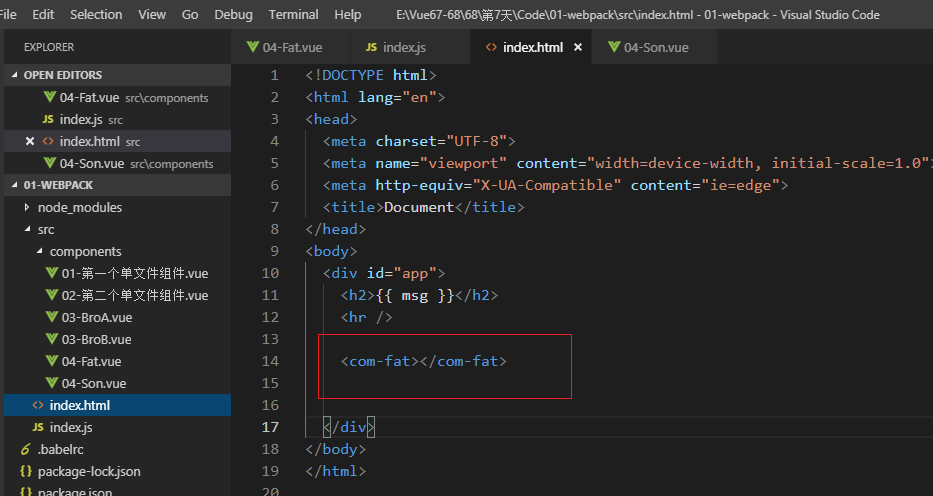 File Selection View Go Debug Terminal Help E:\Vue67-68\68\第7天\Code\01-webpack\src\index.html - 01-webpack - Visual Studio Code
EXPLORER
04-Fat.vue JS index.js <> index.html × 04-Son.vue
OPEN EDITORS
04-Fat.vue src\components
JS index.js src
× <> index.html src
04-Son.vue src\components
01-WEBPACK
node_modules
src
components
01-第一个单文件组件.vue
02-第二个单文件组件.vue
03-BroA.vue
03-BroB.vue
04-Fat.vue
04-Son.vue
<> index.html
JS index.js
6 .babelrc
{} package-lock.json
{} package.json
1 <!DOCTYPE html>
2 <html lang="en">
3 <head>
4 <meta charset="UTF-8">
5 <meta name="viewport" content="width=device-width, initial-scale=1.0">
6 <meta http-equiv="X-UA-Compatible" content="ie=edge">
7 <title>Document</title>
8 </head>
9 <body>
10 <div id="app">
11 <h2>{{ msg }}</h2>
12 <hr />
13
14 <com-fat></com-fat>
15
16
17 </div>
18 </body>
19 </html>
20